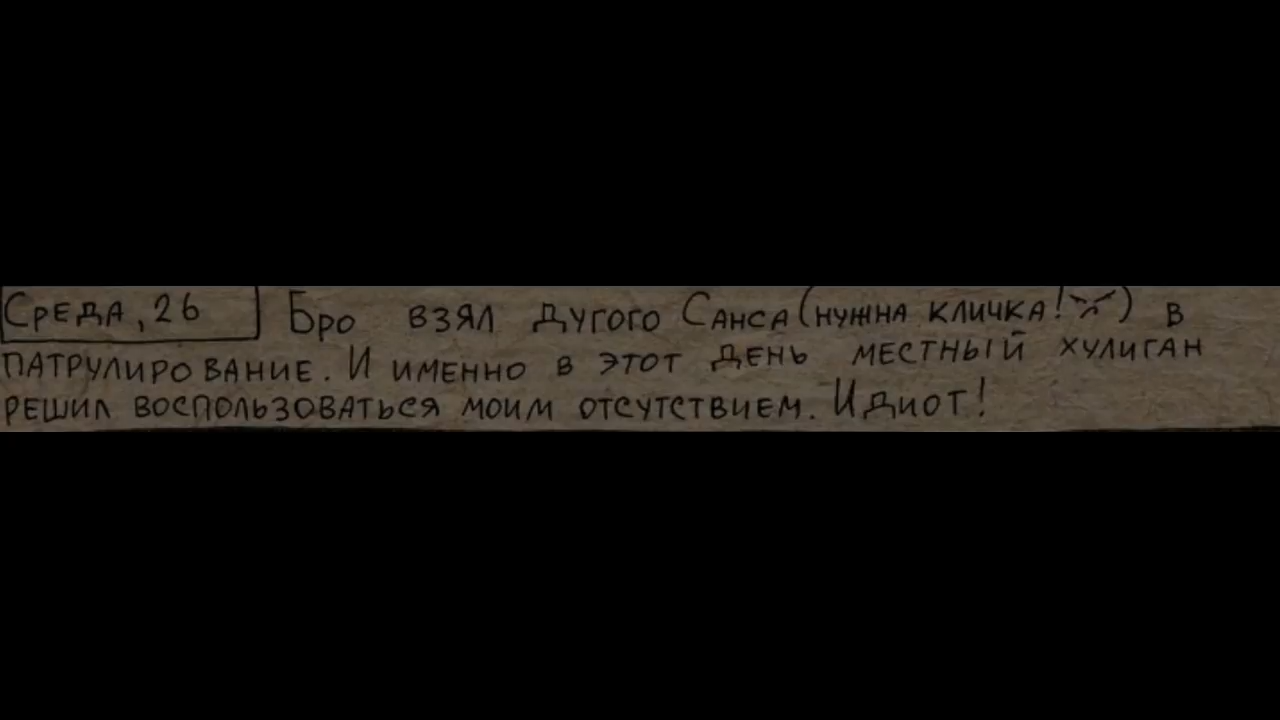 Среда, 26 Бро взял дугого Санса (нужна кличка! >:( ) в
патрулирование. И именно в этот день местный хулиган
решил воспользоваться моим отсутствием. Идиот!